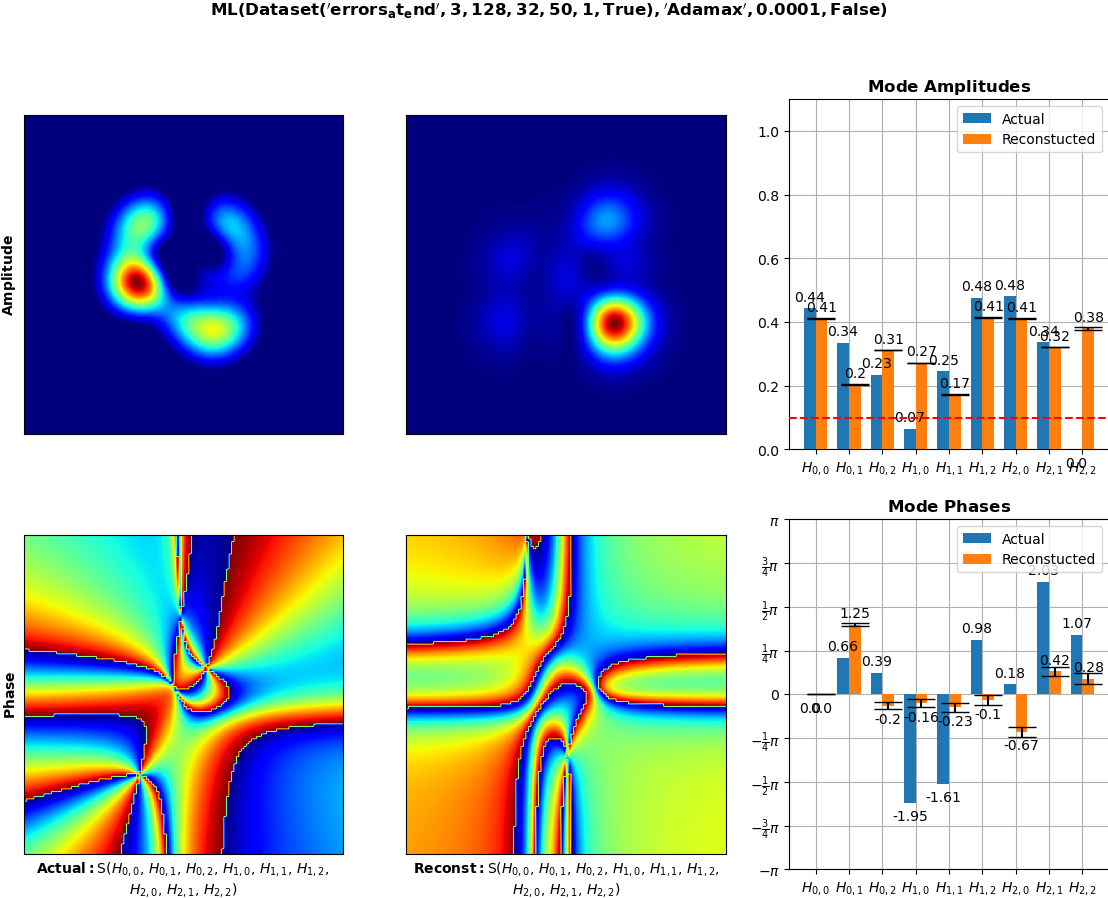 ML(Dataset('errors_at_end', 3, 128, 32, 50, 1, True), 'Adamax', 0.0001, False)
Amplitude
Mode Amplitudes
Actual
Reconstucted
1.0
0.8
0.6
0.4
0.2
0.0
0.44
0.41
0.34
0.2
0.23
0.31
0.07
0.27
0.25
0.17
0.48
0.41
0.48
0.41
0.34
0.32
0.0
0.38
H0,0 H0,1 H0,2 H1,0 H1,1 H1,2 H2,0 H2,1 H2,2
Phase
Actual: S(H0,0, H0,1, H0,2, H1,0, H1,1, H1,2,
H2,0, H2,1, H2,2)
Reconst: S(H0,0, H0,1, H0,2, H1,0, H1,1, H1,2,
H2,0, H2,1, H2,2)
Mode Phases
Actual
Reconstucted
π
3/4π
1/2π
1/4π
0
−1/4π
−1/2π
−3/4π
−π
0.0
0.0
0.66
1.25
0.39
-0.2
-1.95
-0.16
-1.61
-0.23
0.98
-0.1
0.18
-0.67
2.03
0.42
1.07
0.28
H0,0 H0,1 H0,2 H1,0 H1,1 H1,2 H2,0 H2,1 H2,2